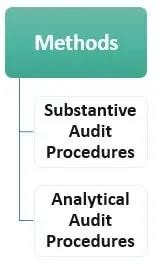 Methods
Substantive
Audit
Procedures
Analytical
Audit
Procedures